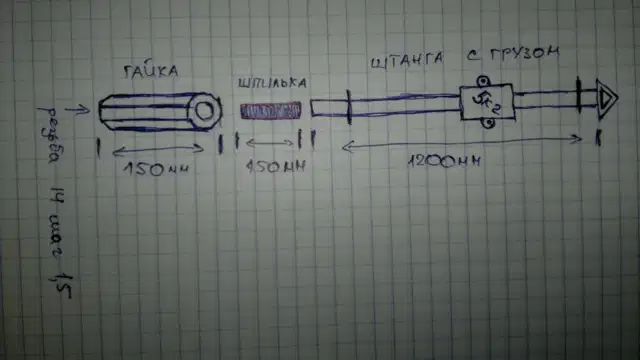 ГАЙКА
ШПИЛЬКА
ШТАНГА С ГРУЗОМ
5кг
150мм
150мм
1200мм
резьба 14 шаг 1,5